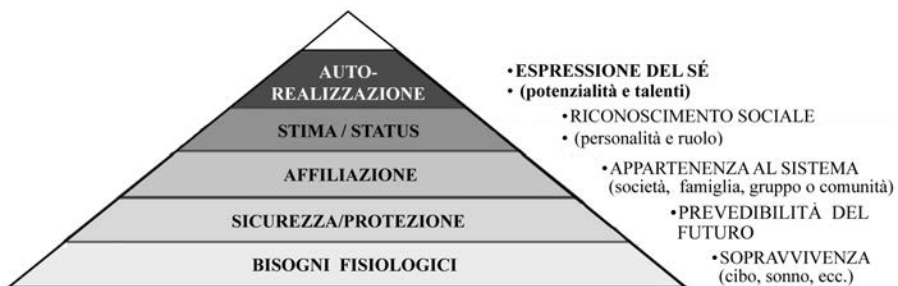 AUTO-
REALIZZAZIONE
•ESPRESSIONE DEL SÉ
• (potenzialità e talenti)
STIMA / STATUS
•RICONOSCIMENTO SOCIALE
• (personalità e ruolo)
AFFILIAZIONE
•APPARTENENZA AL SISTEMA
(società, famiglia, gruppo o comunità)
SICUREZZA/PROTEZIONE
•PREVEDIBILITÀ DEL
FUTURO
BISOGNI FISIOLOGICI
•SOPRAVVIVENZA
(cibo, sonno, ecc.)